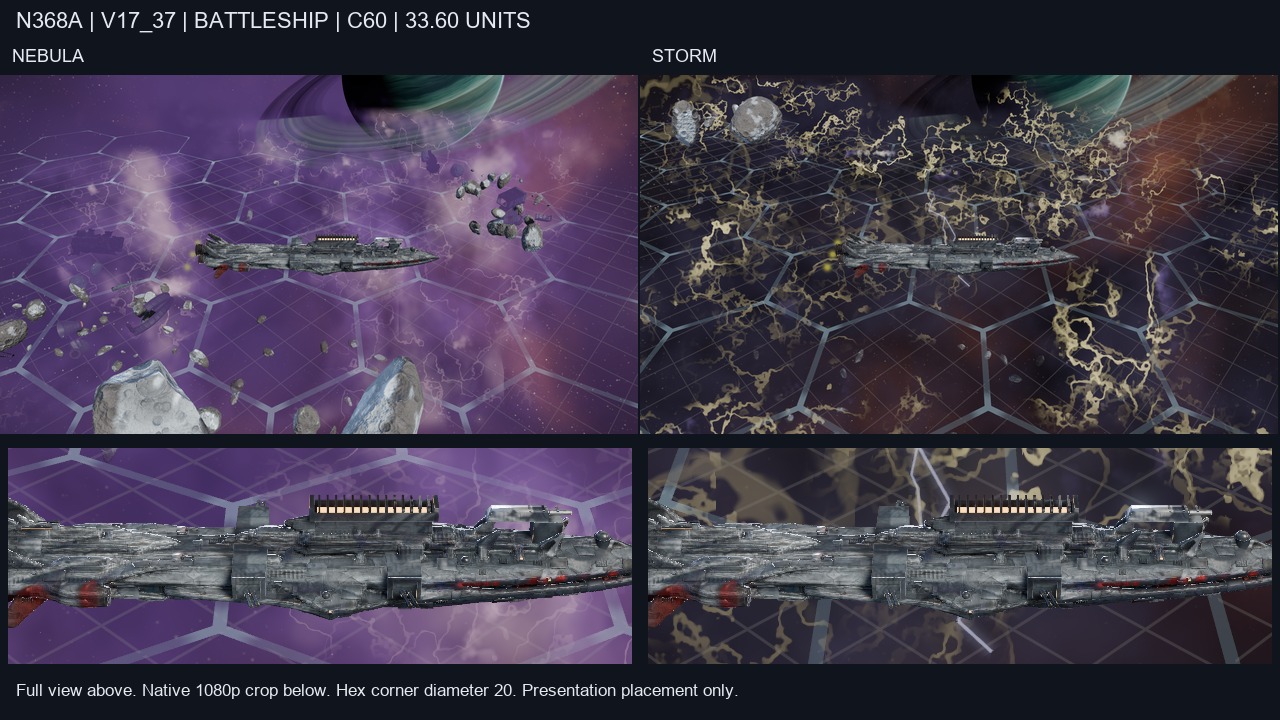 N368A | V17_37 | BATTLESHIP | C60 | 33.60 UNITS
NEBULA
STORM
Full view above. Native 1080p crop below. Hex corner diameter 20. Presentation placement only.